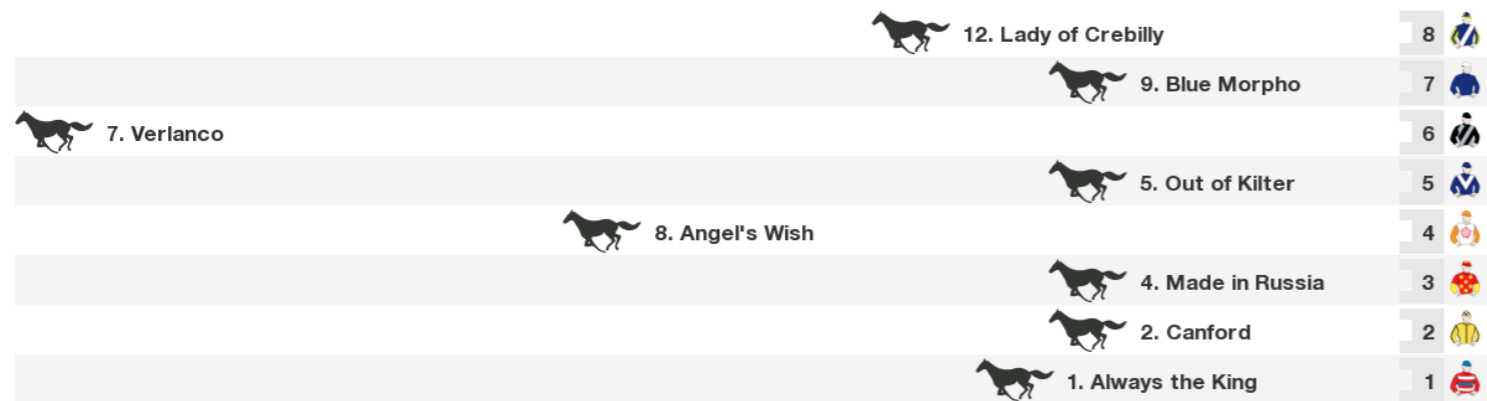 12. Lady of Crebilly 8
9. Blue Morpho 7
7. Verlanco 6
5. Out of Kilter 5
8. Angel's Wish 4
4. Made in Russia 3
2. Canford 2
1. Always the King 1